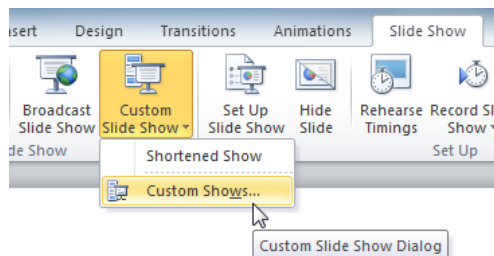 sert Design Transitions Animations Slide Show
Broadcast Slide Show
Custom Slide Show
Set Up Slide Show
Hide Slide
Rehearse Timings
Record Sl Show
de Show
Set Up
Shortened Show
Custom Shows...
Custom Slide Show Dialog